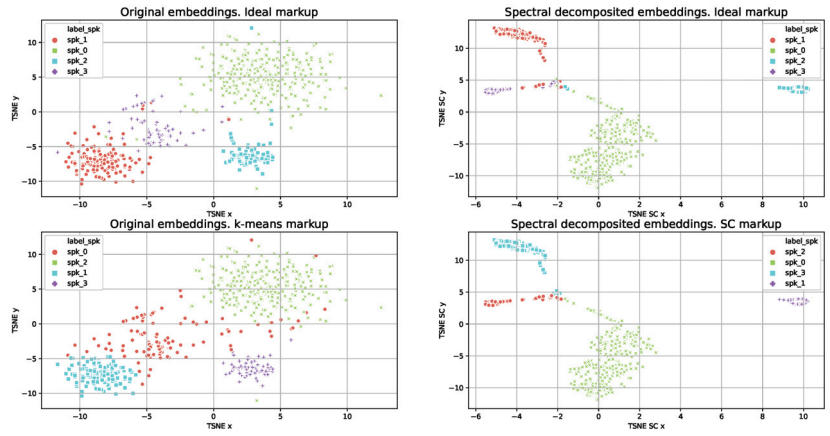 Original embeddings. Ideal markup
label_spk
spk_1
spk_0
spk_2
spk_3
TSNE y
10
5
0
−5
−10
−10
−5
0
5
10
TSNE x
Spectral decomposited embeddings. Ideal markup
label_spk
spk_1
spk_0
spk_2
spk_3
TSNE SC y
10
5
0
−5
−10
−6
−4
−2
0
2
4
6
8
10
TSNE SC x
Original embeddings. k-means markup
label_spk
spk_0
spk_2
spk_1
spk_3
TSNE y
10
5
0
−5
−10
−10
−5
0
5
10
TSNE x
Spectral decomposited embeddings. SC markup
label_spk
spk_2
spk_0
spk_3
spk_1
TSNE SC y
10
5
0
−5
−10
−6
−4
−2
0
2
4
6
8
10
TSNE SC x